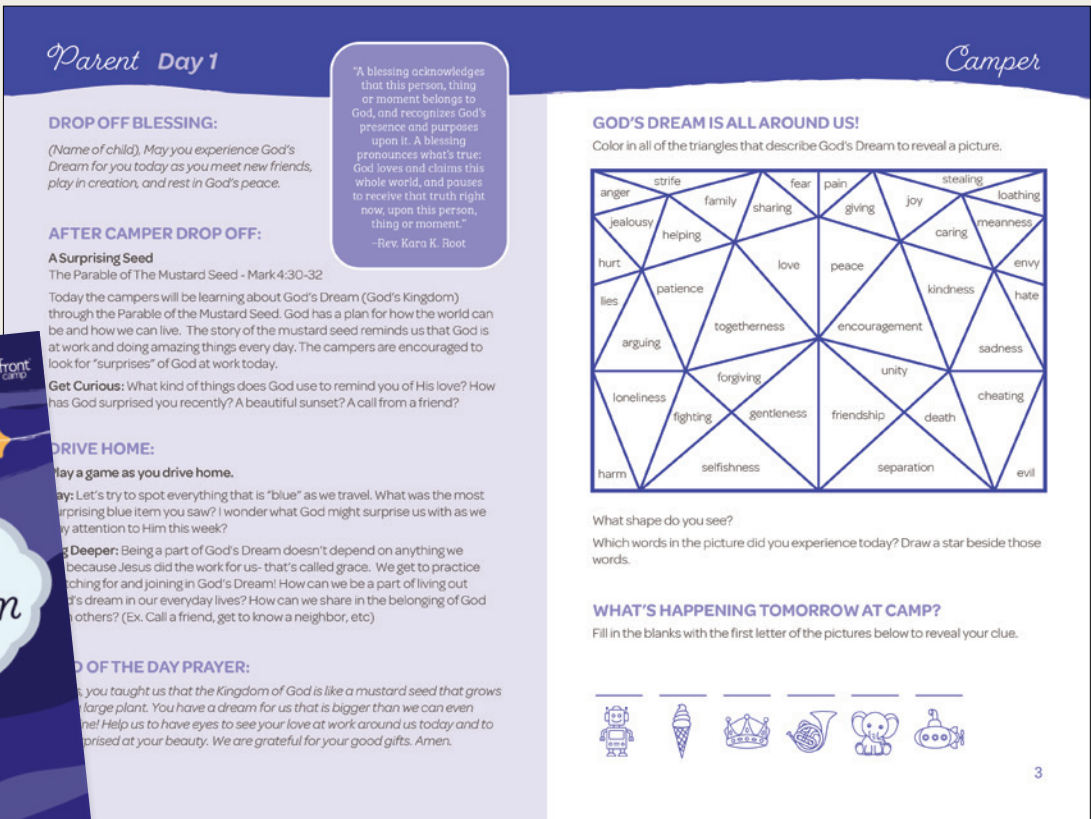 Parent Day 1
DROP OFF BLESSING:
(Name of child), May you experience God's
Dream for you today as you meet new friends,
play in creation, and rest in God's peace.
"A blessing acknowledges
that this person, thing
or moment belongs to
God, and recognizes God's
presence and purposes
upon it. A blessing
pronounces what's true:
God loves and claims this
whole world, and pauses
to receive that truth right
now, upon this person,
thing or moment."
–Rev. Kara K. Root
AFTER CAMPER DROP OFF:
A Surprising Seed
The Parable of The Mustard Seed - Mark 4:30-32
Today the campers will be learning about God's Dream (God's Kingdom)
through the Parable of the Mustard Seed. God has a plan for how the world can
be and how we can live. The story of the mustard seed reminds us that God is
at work and doing amazing things every day. The campers are encouraged to
look for "surprises" of God at work today.
Get Curious: What kind of things does God use to remind you of His love? How
has God surprised you recently? A beautiful sunset? A call from a friend?
DRIVE HOME:
lay a game as you drive home.
ay: Let's try to spot everything that is "blue" as we travel. What was the most
urprising blue item you saw? I wonder what God might surprise us with as we
ay attention to Him this week?
g Deeper: Being a part of God's Dream doesn't depend on anything we
because Jesus did the work for us- that's called grace. We get to practice
tching for and joining in God's Dream! How can we be a part of living out
d's dream in our everyday lives? How can we share in the belonging of God
others? (Ex. Call a friend, get to know a neighbor, etc)
D OF THE DAY PRAYER:
s, you taught us that the Kingdom of God is like a mustard seed that grows
large plant. You have a dream for us that is bigger than we can even
ine! Help us to have eyes to see your love at work around us today and to
prised at your beauty. We are grateful for your good gifts. Amen.
front
camp
n
Camper
GOD'S DREAM IS ALL AROUND US!
Color in all of the triangles that describe God's Dream to reveal a picture.
anger strife family sharing fear pain giving joy stealing loathing
jealousy helping caring meanness
hurt love peace envy
lies patience kindness hate
togetherness encouragement
arguing sadness
forgiving unity
loneliness cheating
fighting gentleness friendship death
harm selfishness separation evil
What shape do you see?
Which words in the picture did you experience today? Draw a star beside those
words.
WHAT'S HAPPENING TOMORROW AT CAMP?
Fill in the blanks with the first letter of the pictures below to reveal your clue.
3